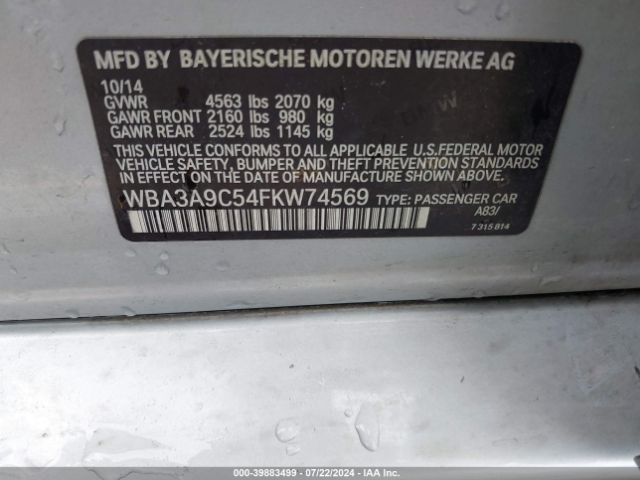 MFD BY BAYERISCHE MOTOREN WERKE AG
10/14
GVWR 4563 lbs 2070 kg
GAWR FRONT 2160 lbs 980 kg
GAWR REAR 2524 lbs 1145 kg
THIS VEHICLE CONFORMS TO ALL APPLICABLE U.S.FEDERAL MOTOR
VEHICLE SAFETY, BUMPER AND THEFT PREVENTION STANDARDS
IN EFFECT ON THE DATE OF MANUFACTURE SHOWN ABOVE.
WBA3A9C54FKW74569 TYPE: PASSENGER CAR
A83/
7 315 814
000-39883499 - 07/22/2024 - IAA Inc.